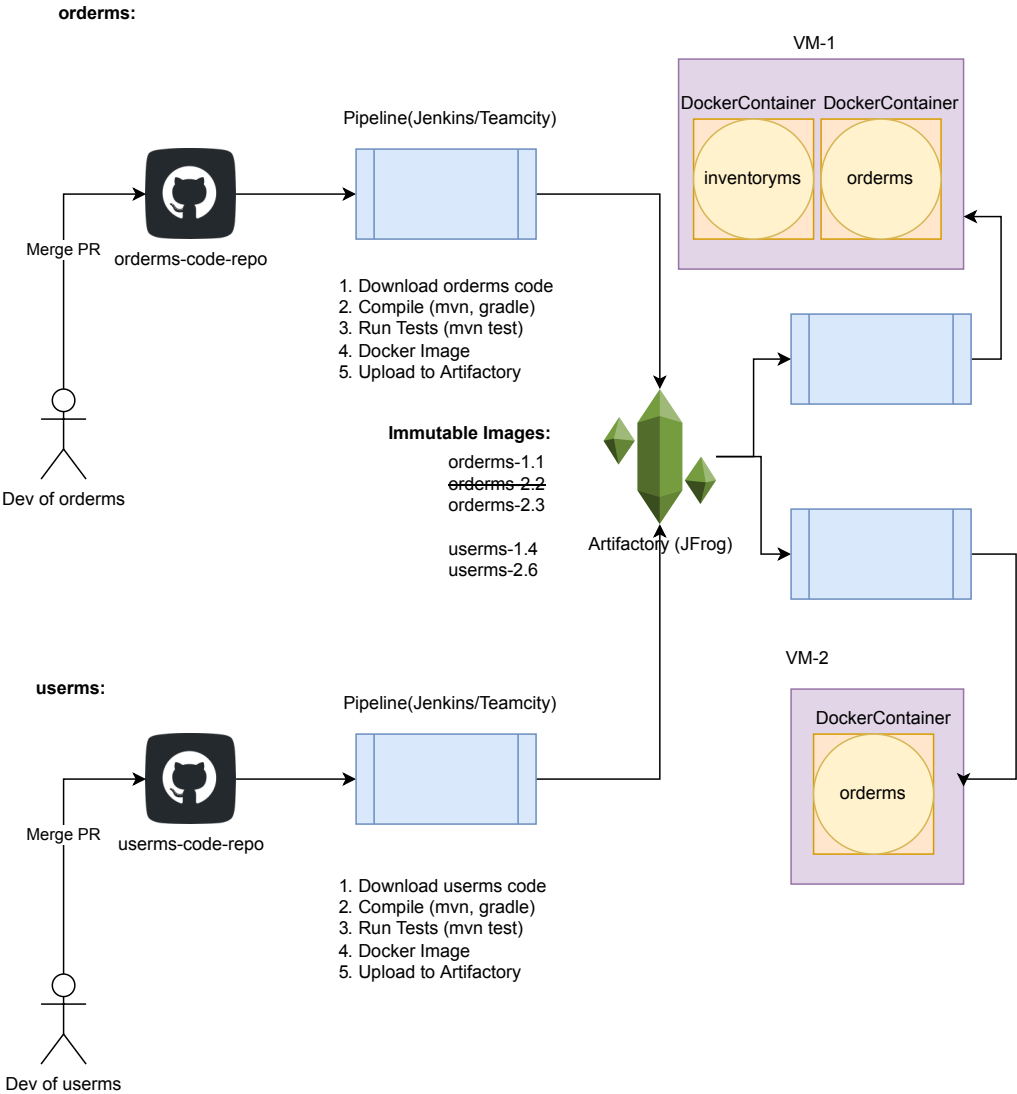 orderms:
VM-1
DockerContainer DockerContainer
inventoryms
orderms
Pipeline(Jenkins/Teamcity)
Merge PR
orderms-code-repo
1. Download orderms code
2. Compile (mvn, gradle)
3. Run Tests (mvn test)
4. Docker Image
5. Upload to Artifactory
Dev of orderms
Immutable Images:
orderms-1.1
orderms-2.2
orderms-2.3
userms-1.4
userms-2.6
Artifactory (JFrog)
userms:
Pipeline(Jenkins/Teamcity)
Merge PR
userms-code-repo
1. Download userms code
2. Compile (mvn, gradle)
3. Run Tests (mvn test)
4. Docker Image
5. Upload to Artifactory
Dev of userms
VM-2
DockerContainer
orderms